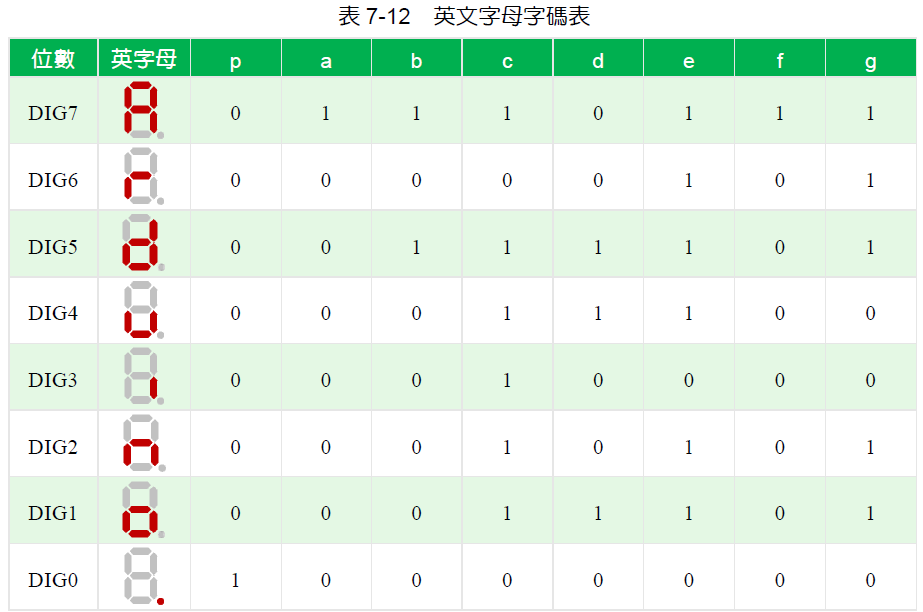 表 7-12 英文字母字碼表
位數 英字母 p a b c d e f g
DIG7 0 1 1 1 0 1 1 1
DIG6 0 0 0 0 0 1 0 1
DIG5 0 0 1 1 1 1 0 1
DIG4 0 0 0 1 1 1 0 0
DIG3 0 0 0 1 0 0 0 0
DIG2 0 0 0 1 0 1 0 1
DIG1 0 0 0 1 1 1 0 1
DIG0 1 0 0 0 0 0 0 0